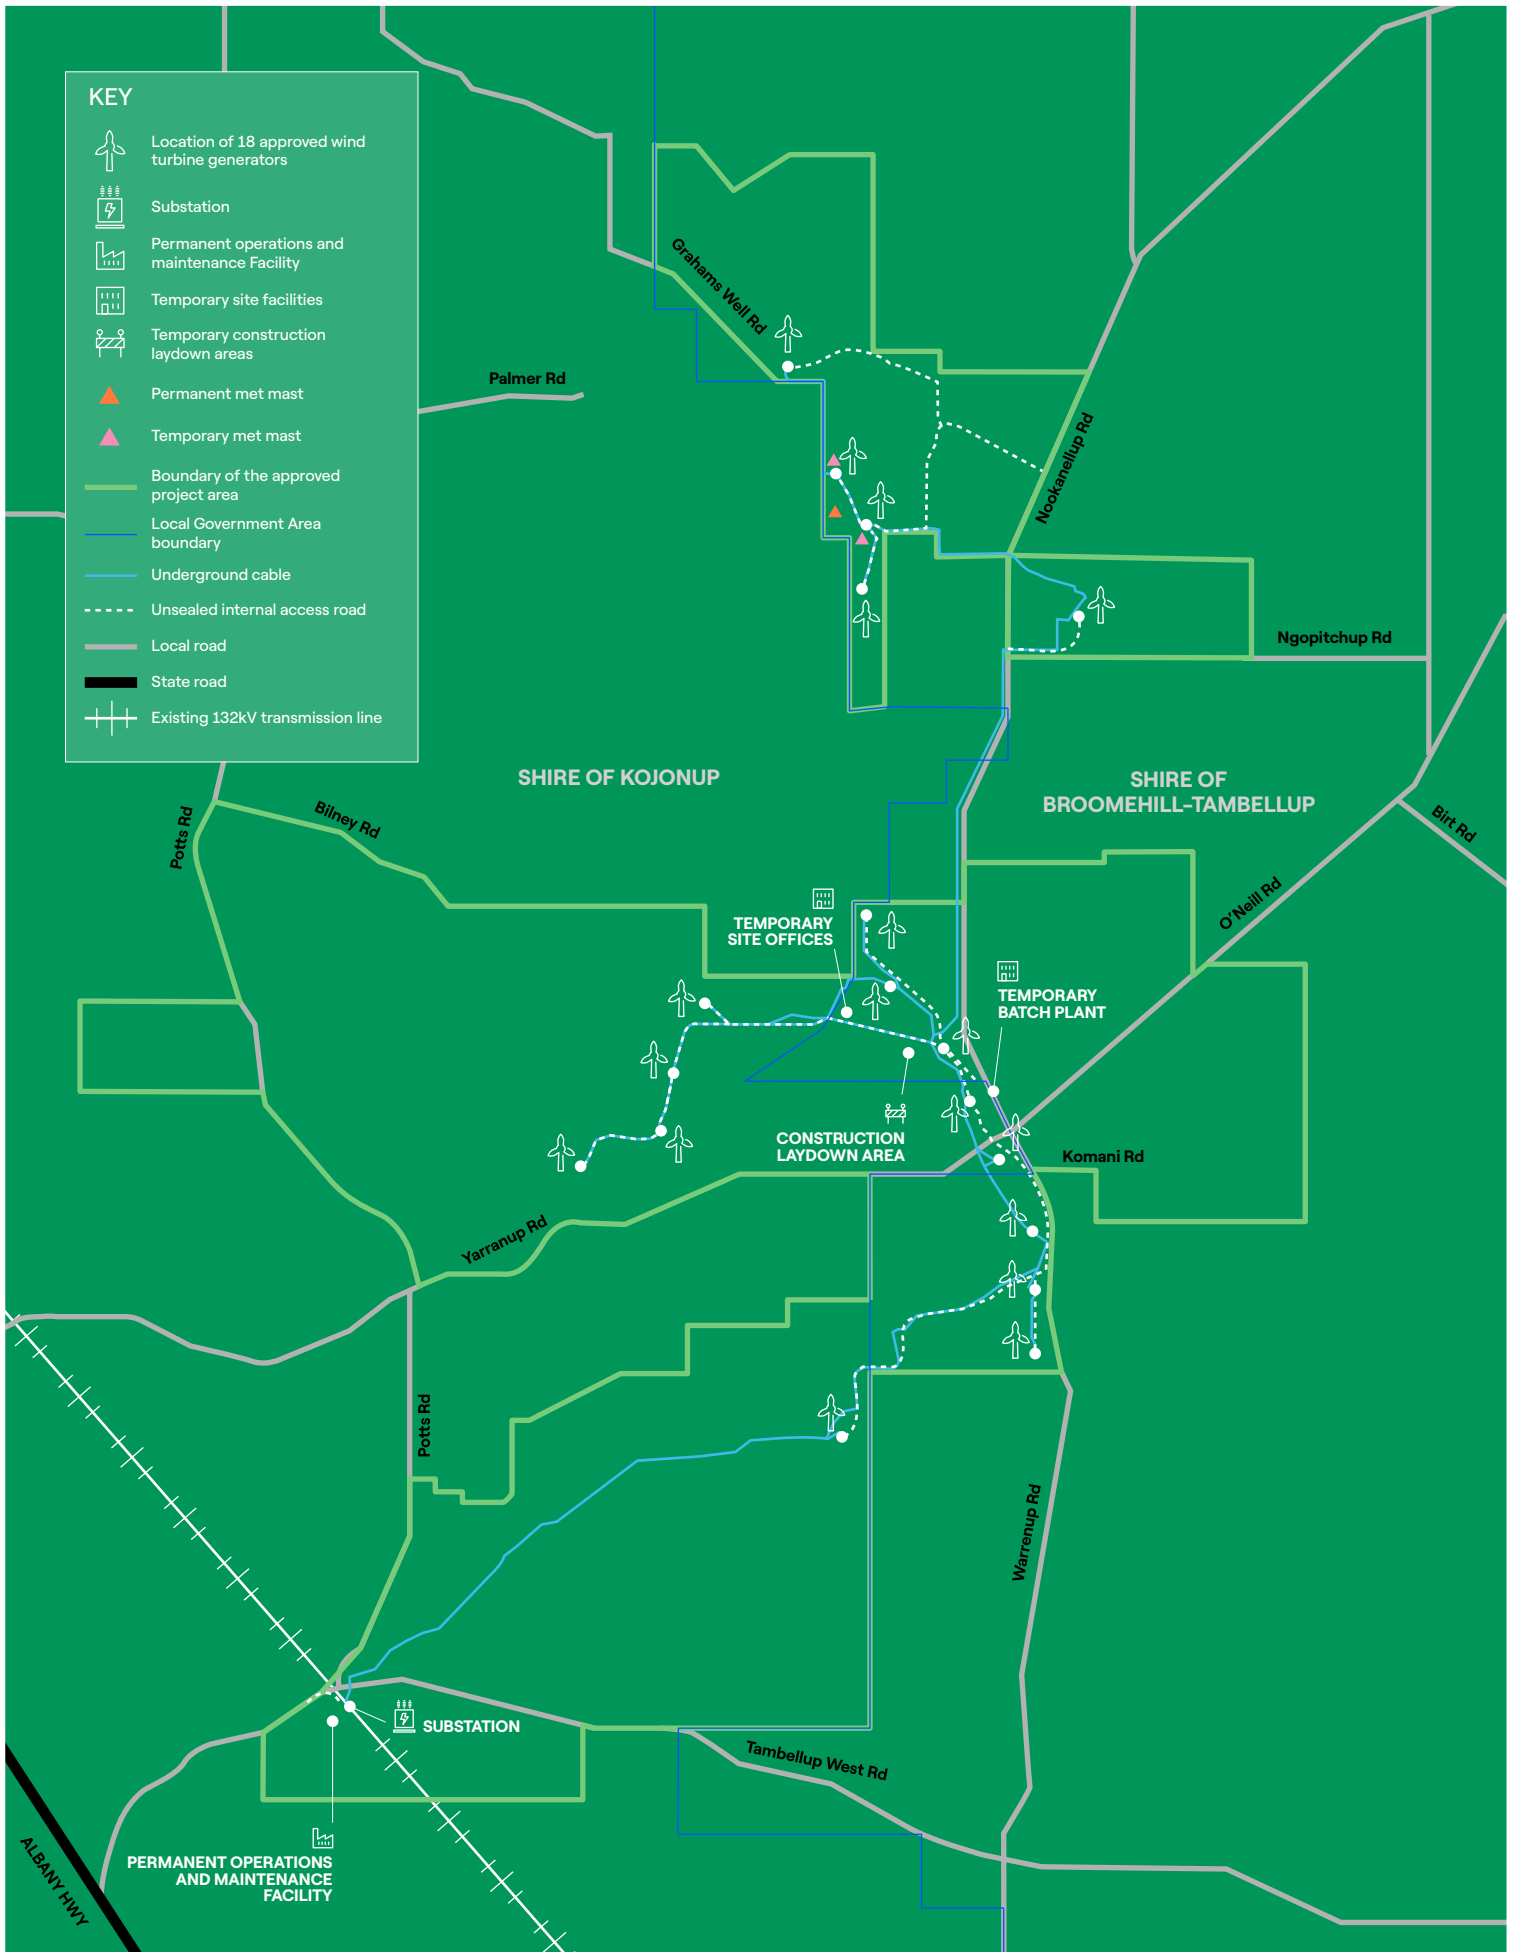 KEY
Location of 18 approved wind
turbine generators
Substation
Permanent operations and
maintenance Facility
Temporary site facilities
Temporary construction
laydown areas
Permanent met mast
Temporary met mast
Boundary of the approved
project area
Local Government Area
boundary
Underground cable
Unsealed internal access road
Local road
State road
Existing 132kV transmission line
Grahams Well Rd
Palmer Rd
Nookanellup Rd
Ngopitchup Rd
SHIRE OF KOJONUP
SHIRE OF
BROOMEHILL-TAMBELLUP
Potts Rd
Bilney Rd
Birt Rd
O'Neill Rd
TEMPORARY
SITE OFFICES
TEMPORARY
BATCH PLANT
CONSTRUCTION
LAYDOWN AREA
Komani Rd
Yarranup Rd
Potts Rd
Warrenup Rd
SUBSTATION
Tambellup West Rd
PERMANENT OPERATIONS
AND MAINTENANCE
FACILITY
ALBANY HWY